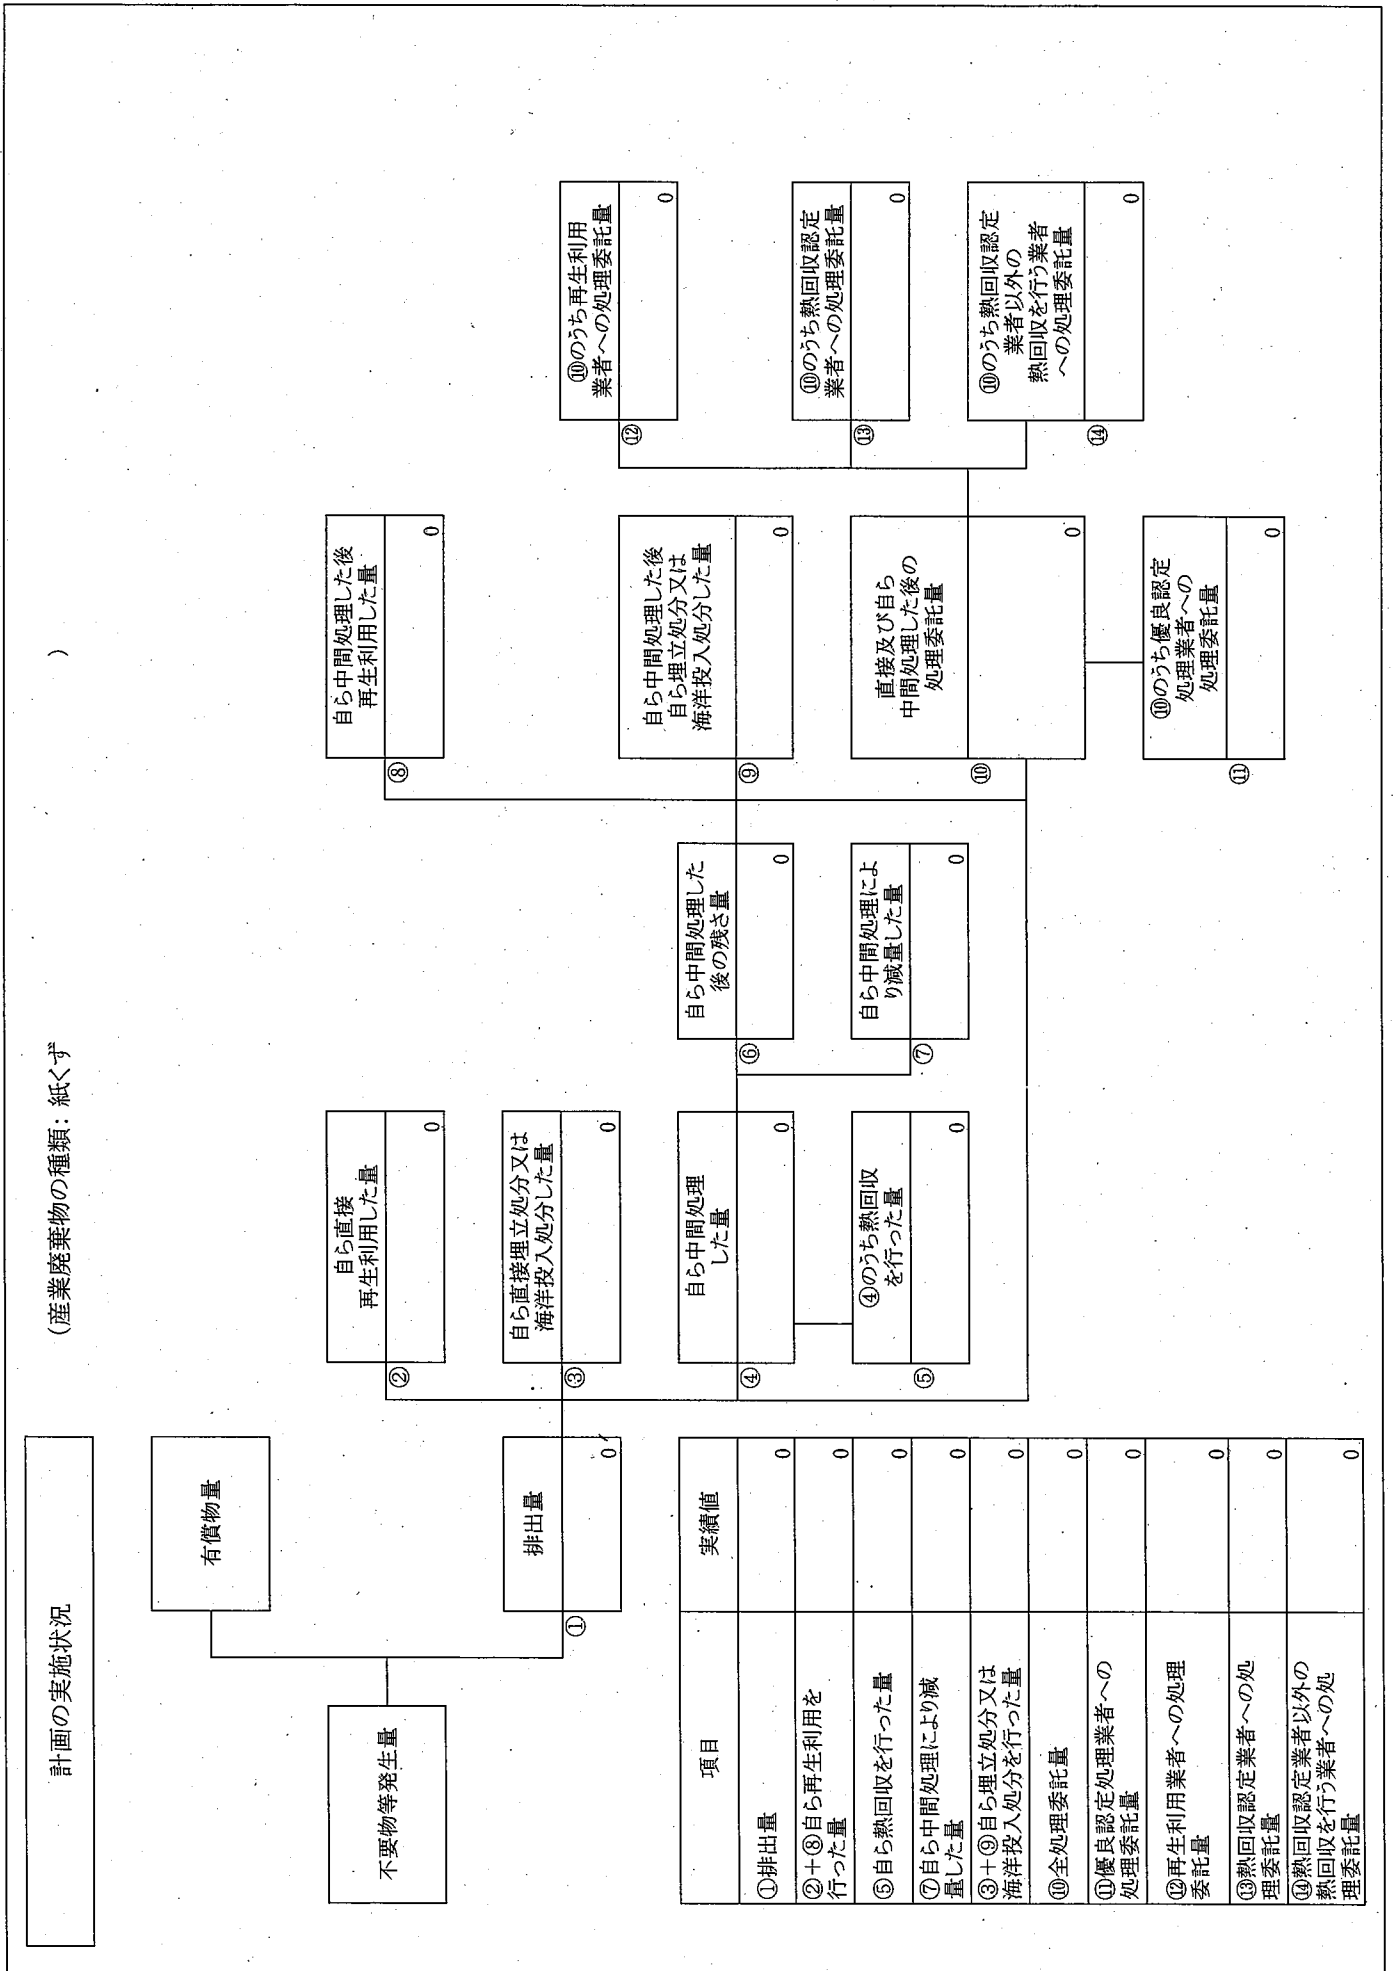 計画の実施状況
(産業廃棄物の種類：紙くず
)
不要物等発生量
有償物量
①
排出量
0
②
自ら直接
再生利用した量
0
③
自ら直接埋立処分又は
海洋投入処分した量
0
④
自ら中間処理
した量
0
⑤
④のうち熱回収
を行った量
0
⑥
自ら中間処理した
後の残さ量
0
⑦
自ら中間処理によ
り減量した量
0
⑧
自ら中間処理した後
再生利用した量
0
⑨
自ら中間処理した後
自ら埋立処分又は
海洋投入処分した量
0
⑩
直接及び自ら
中間処理した後の
処理委託量
0
⑪
⑩のうち優良認定
処理業者への
処理委託量
0
⑫
⑩のうち再生利用
業者への処理委託量
0
⑬
⑩のうち熱回収認定
業者への処理委託量
0
⑭
⑩のうち熱回収認定
業者以外の
熱回収を行う業者
への処理委託量
0
項目
実績値
①排出量
0
②+⑧自ら再生利用を
行った量
0
⑤自ら熱回収を行った量
0
⑦自ら中間処理により減
量した量
0
③+⑨自ら埋立処分又は
海洋投入処分を行った量
0
⑩全処理委託量
0
⑪優良認定処理業者への
処理委託量
0
⑫再生利用業者への処理
委託量
0
⑬熱回収認定業者への処
理委託量
0
⑭熱回収認定業者以外の
熱回収を行う業者への処
理委託量
0